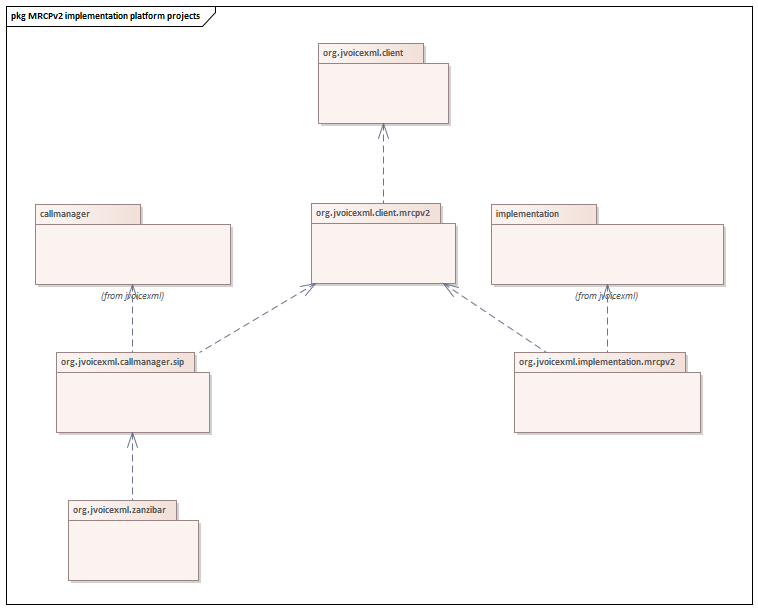 pkg MRCPv2 implementation platform projects
org.jvoicexml.client
callmanager
org.jvoicexml.client.mrcpv2
implementation
(from jvoicexml)
(from jvoicexml)
org.jvoicexml.callmanager.sip
org.jvoicexml.implementation.mrcpv2
org.jvoicexml.zanzibar